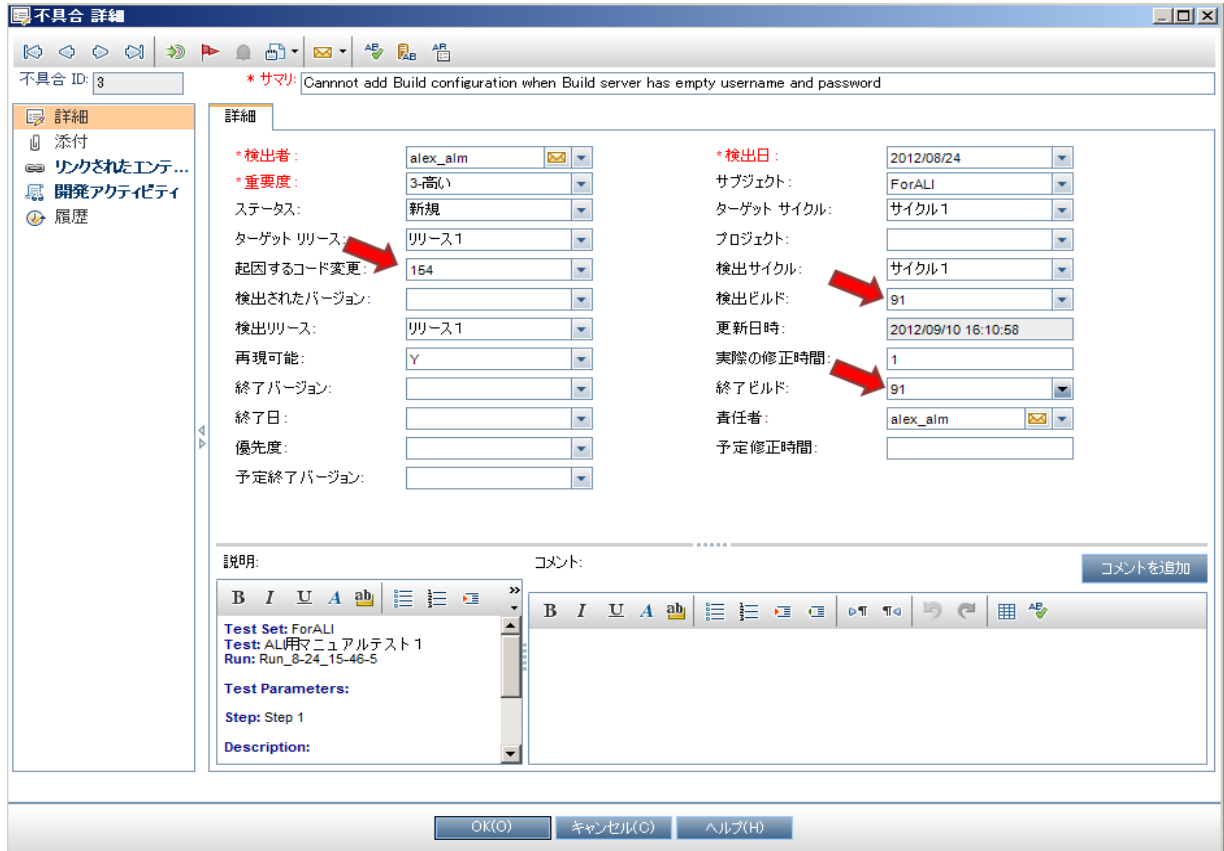 不具合 詳細
不具合 ID: 3 * サマリ: Cannnot add Build configuration when Build server has empty username and password
詳細
添付
リンクされたエンテ...
開発アクティビティ
履歴
詳細
*検出者: alex_alm *検出日: 2012/08/24
*重要度: 3-高い サブジェクト: ForALI
ステータス: 新規 ターゲット サイクル: サイクル1
ターゲット リリース: リリース1 プロジェクト:
起因するコード変更: 154 検出サイクル: サイクル1
検出されたバージョン: 検出ビルド: 91
検出リリース: リリース1 更新日時: 2012/09/10 16:10:58
再現可能: Y 実際の修正時間: 1
終了バージョン: 終了ビルド: 91
終了日: 責任者: alex_alm
優先度: 予定修正時間:
予定終了バージョン:
説明: コメント: コメントを追加
B I U A ab » B I U A ab
Test Set: ForALI
Test: ALI用マニュアルテスト1
Run: Run_8-24_15-46-5
Test Parameters:
Step: Step 1
Description:
OK(O) キャンセル(C) ヘルプ(H)